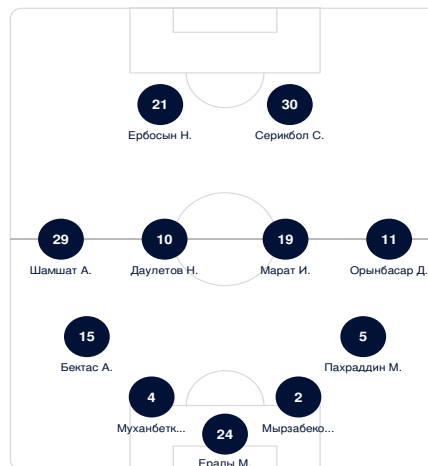 21
30
Ербосын Н.
Серикбол С.
29
10
19
11
Шамшат А.
Даулетов Н.
Марат И.
Орынбасар Д.
15
5
Бектас А.
Пахраддин М.
4
2
Муханбетк...
Мырзабеко...
24
Ералы М.